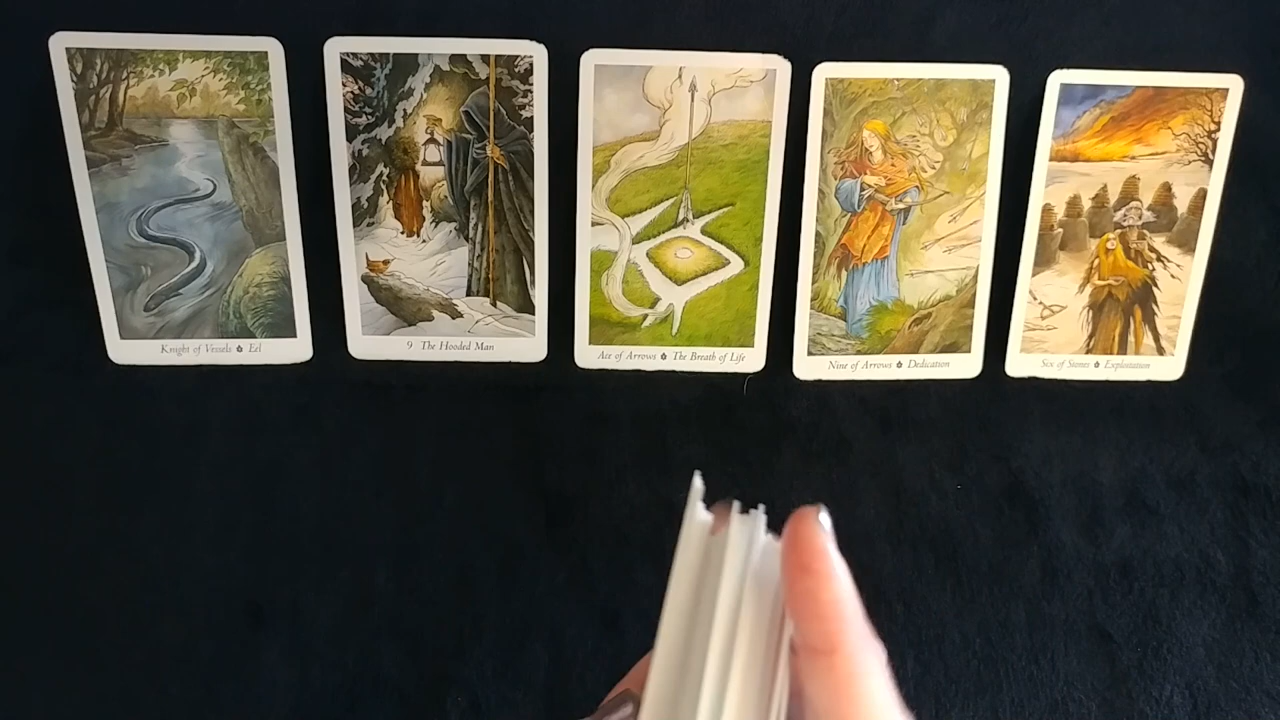 Knight of Vessels Eel
9 The Hooded Man
Ace of Arrows The Breath of Life
Nine of Arrows Dedication
Six of Stones Exploitation